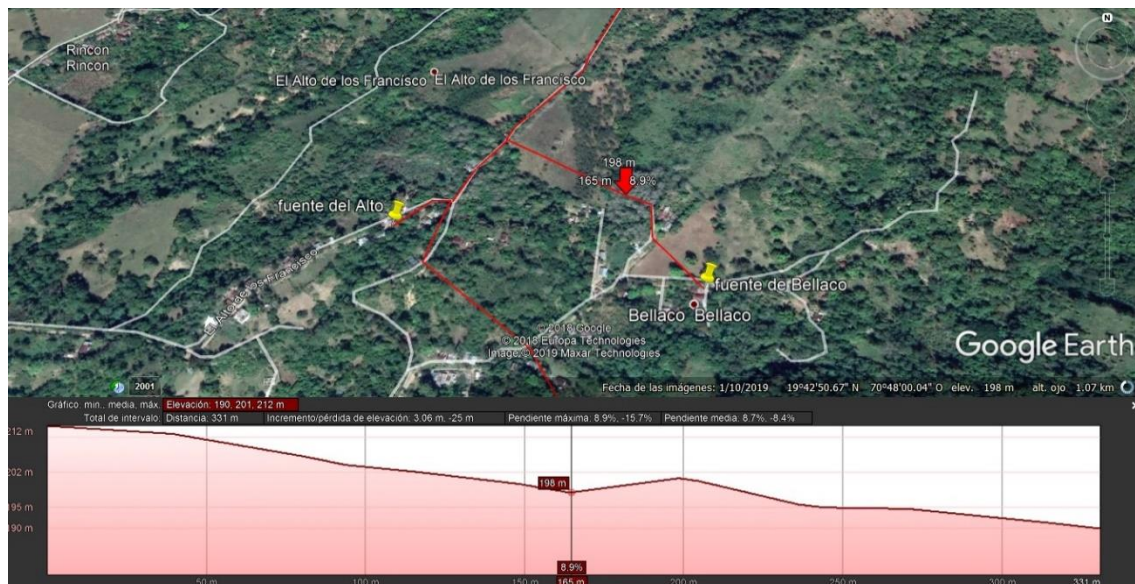 N
Rincon
Rincon
El Alto de los Francisco El Alto de los Francisco
198 m
165 m 8.9%
fuente del Alto
El Alto de los Francisco
fuente de Bellaco
Bellaco Bellaco
© 2018 Google
© 2018 Europa Technologies
Image © 2019 Maxar Technologies
Google Earth
2001
Fecha de las imágenes: 1/10/2019 19°42'50.67" N 70°48'00.04" O elev. 198 m alt. ojo 1.07 km
Gráfico: min., media, máx. Elevación: 190, 201, 212 m
Total de intervalo: Distancia: 331 m Incremento/pérdida de elevación: 3.06 m, -25 m Pendiente máxima: 8.9%, -15.7% Pendiente media: 8.7%, -8.4%
212 m
202 m
198 m
195 m
190 m
8.9%
50 m 100 m 150 m 165 m 200 m 250 m 300 m 331 m